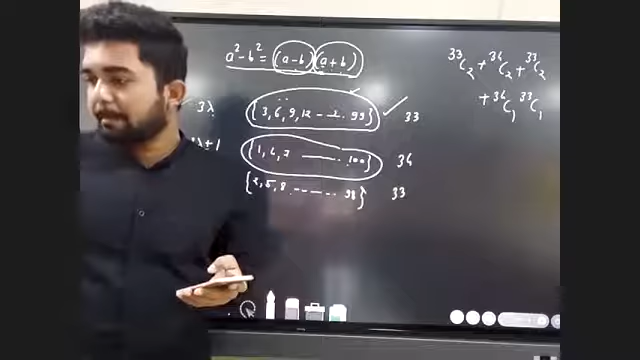 a²-b² = (a-b)(a+b)
3λ {3,6,9,12---.99} 33
λ+1 {1,4,7 ------.100} 34
{2,5,8 ------.98} 33
³³C₂ + ³⁴C₂ + ³³C₂
+ ³⁴C₁ ³³C₁